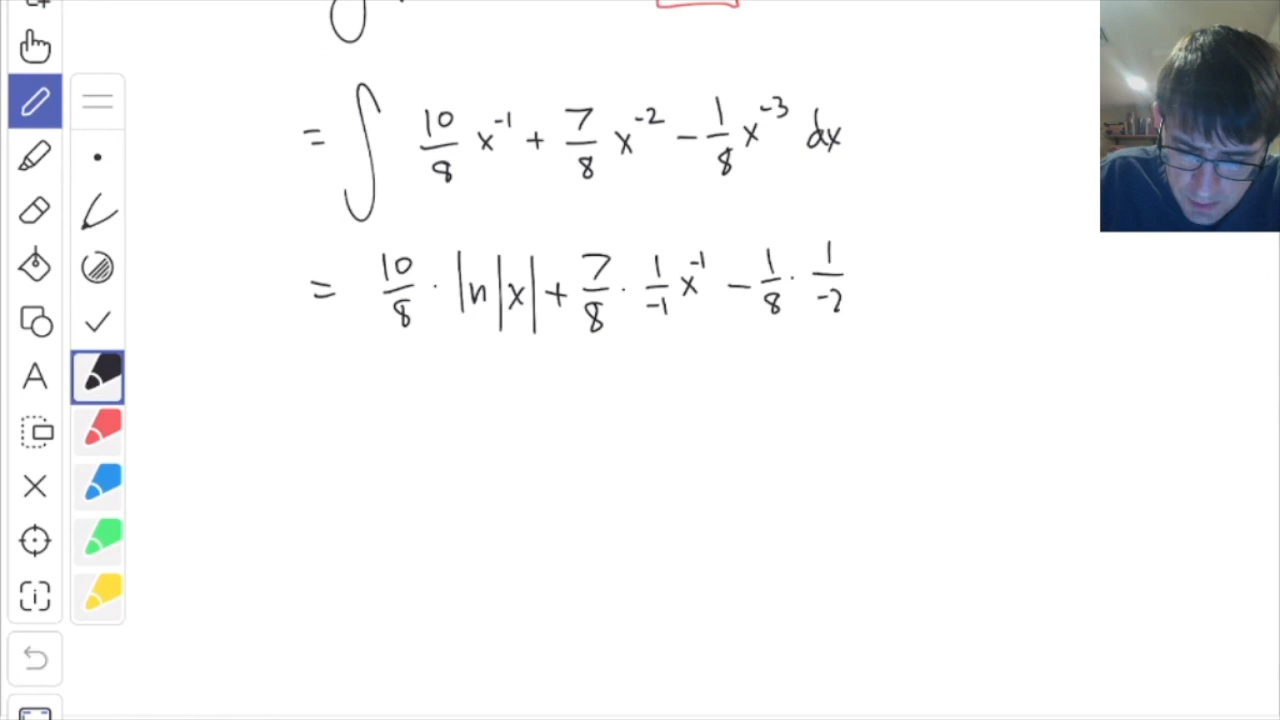 = ∫ 10/8 x^-1 + 7/8 x^-2 - 1/8 x^-3 dx
= 10/8 · ln|x| + 7/8 · 1/-1 x^-1 - 1/8 · 1/-2
A